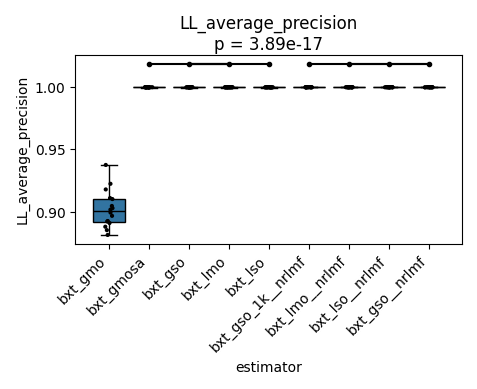 LL_average_precision
p = 3.89e-17
LL_average_precision
1.00
0.95
0.90
bxt_gmo
bxt_gmosa
bxt_gso
bxt_lmo
bxt_lso
bxt_gso_1k__nrlmf
bxt_lmo__nrlmf
bxt_lso__nrlmf
bxt_gso__nrlmf
estimator